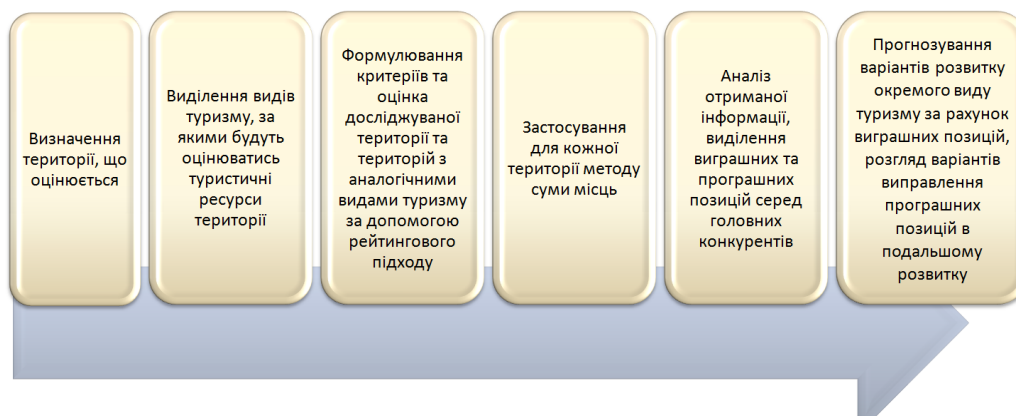 Визначення
території, що
оцінюється
Виділення видів
туризму, за
якими будуть
оцінюватись
туристичні
ресурси
території
Формулювання
критеріїв та
оцінка
досліджуваної
території та
територій з
аналогічними
видами туризму
за допомогою
рейтингового
підходу
Застосування
для кожної
території методу
суми місць
Аналіз
отриманої
інформації,
виділення
виграшних та
програшних
позицій серед
головних
конкурентів
Прогнозування
варіантів розвитку
окремого виду
туризму за рахунок
виграшних позицій,
розгляд варіантів
виправлення
програшних
позицій в
подальшому
розвитку